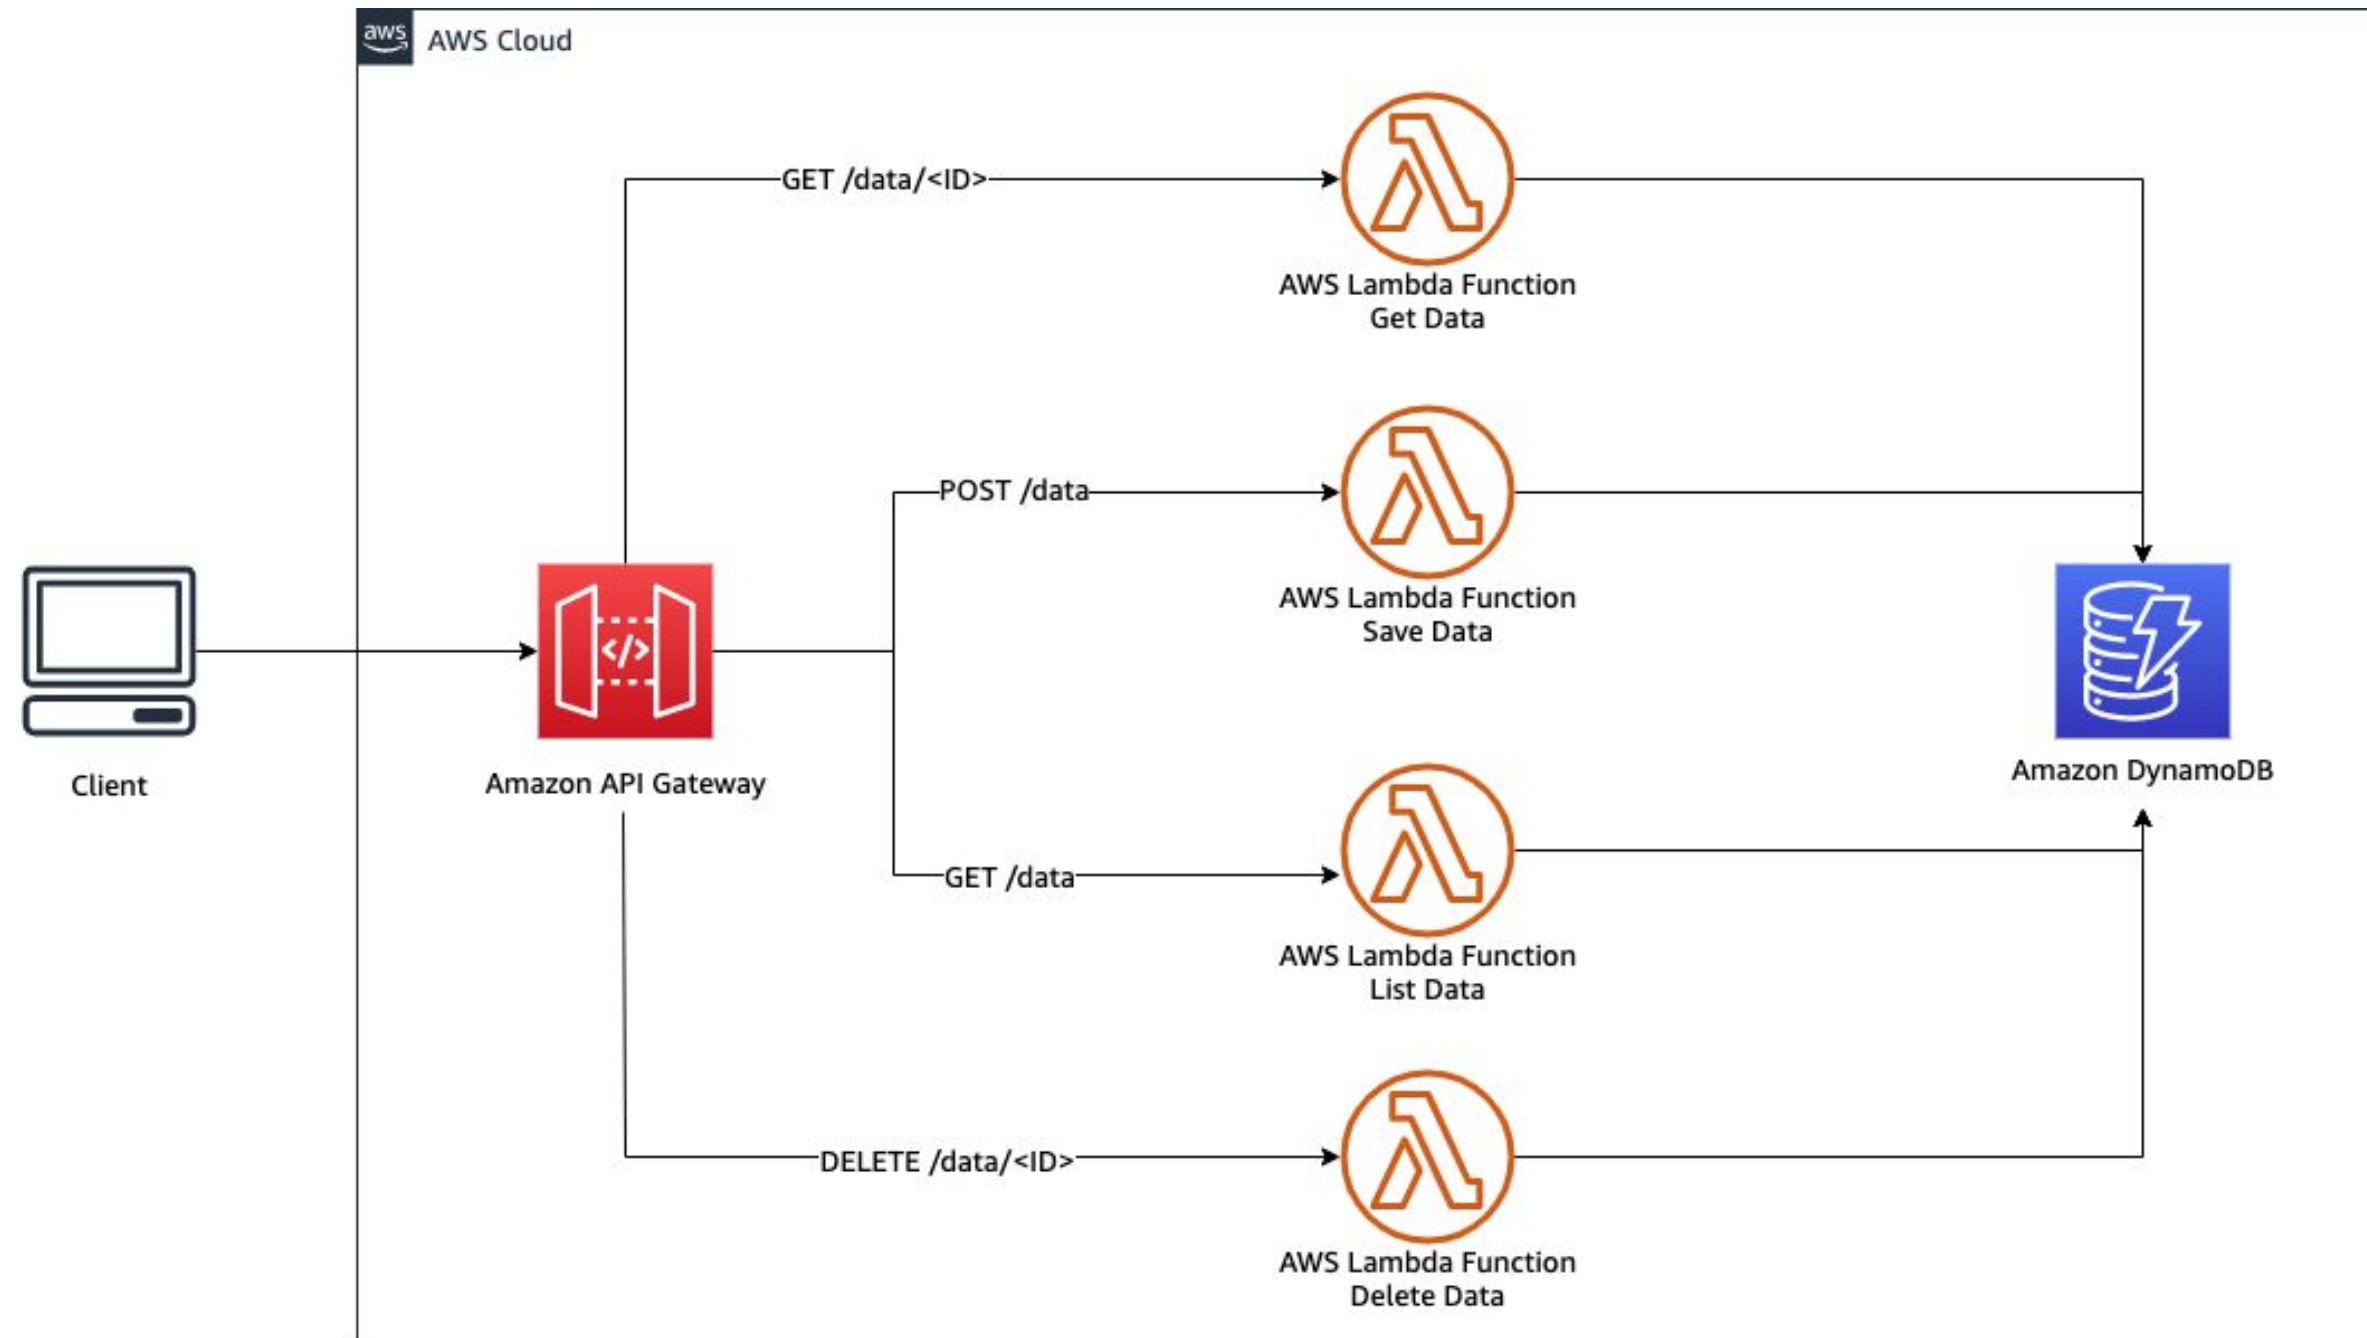 aws
AWS Cloud
GET /data/<ID>
AWS Lambda Function
Get Data
POST /data
AWS Lambda Function
Save Data
Client
</>
Amazon API Gateway
Amazon DynamoDB
GET /data
AWS Lambda Function
List Data
DELETE /data/<ID>
AWS Lambda Function
Delete Data